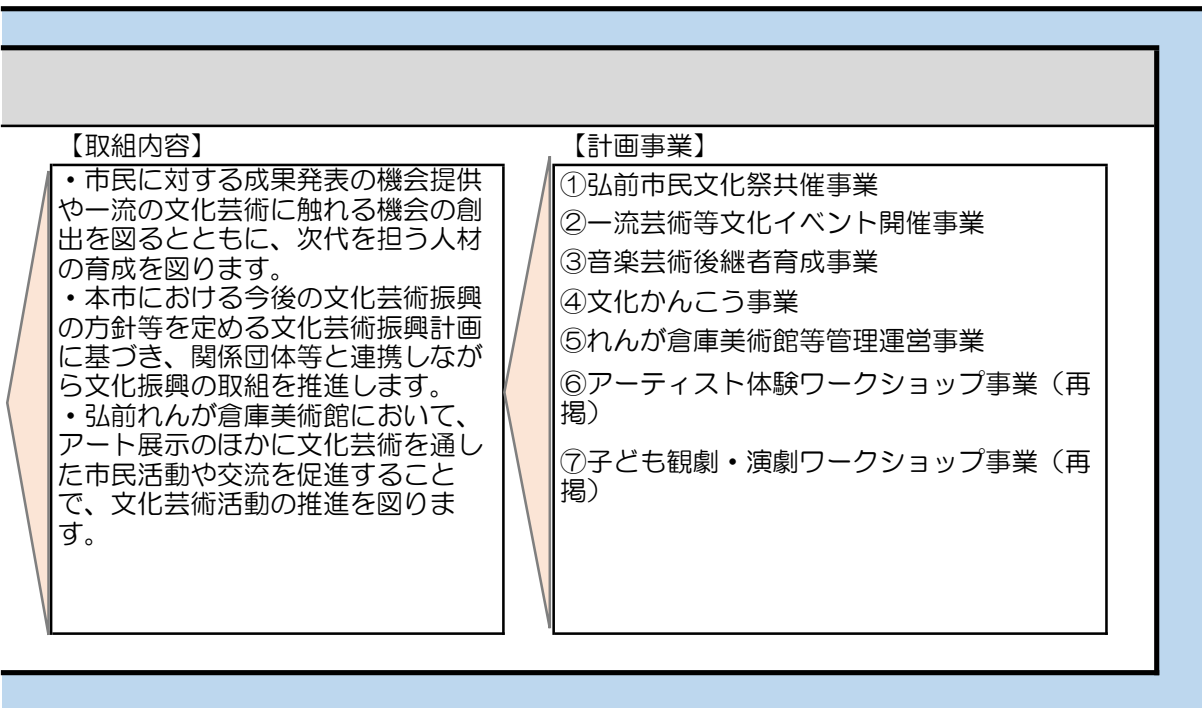 【取組内容】
・市民に対する成果発表の機会提供
や一流の文化芸術に触れる機会の創
出を図るとともに、次代を担う人材
の育成を図ります。
・本市における今後の文化芸術振興
の方針等を定める文化芸術振興計画
に基づき、関係団体等と連携しなが
ら文化振興の取組を推進します。
・弘前れんが倉庫美術館において、
アート展示のほかに文化芸術を通し
た市民活動や交流を促進すること
で、文化芸術活動の推進を図りま
す。
【計画事業】
①弘前市民文化祭共催事業
②一流芸術等文化イベント開催事業
③音楽芸術後継者育成事業
④文化かんこう事業
⑤れんが倉庫美術館等管理運営事業
⑥アーティスト体験ワークショップ事業（再
掲）
⑦子ども観劇・演劇ワークショップ事業（再
掲）